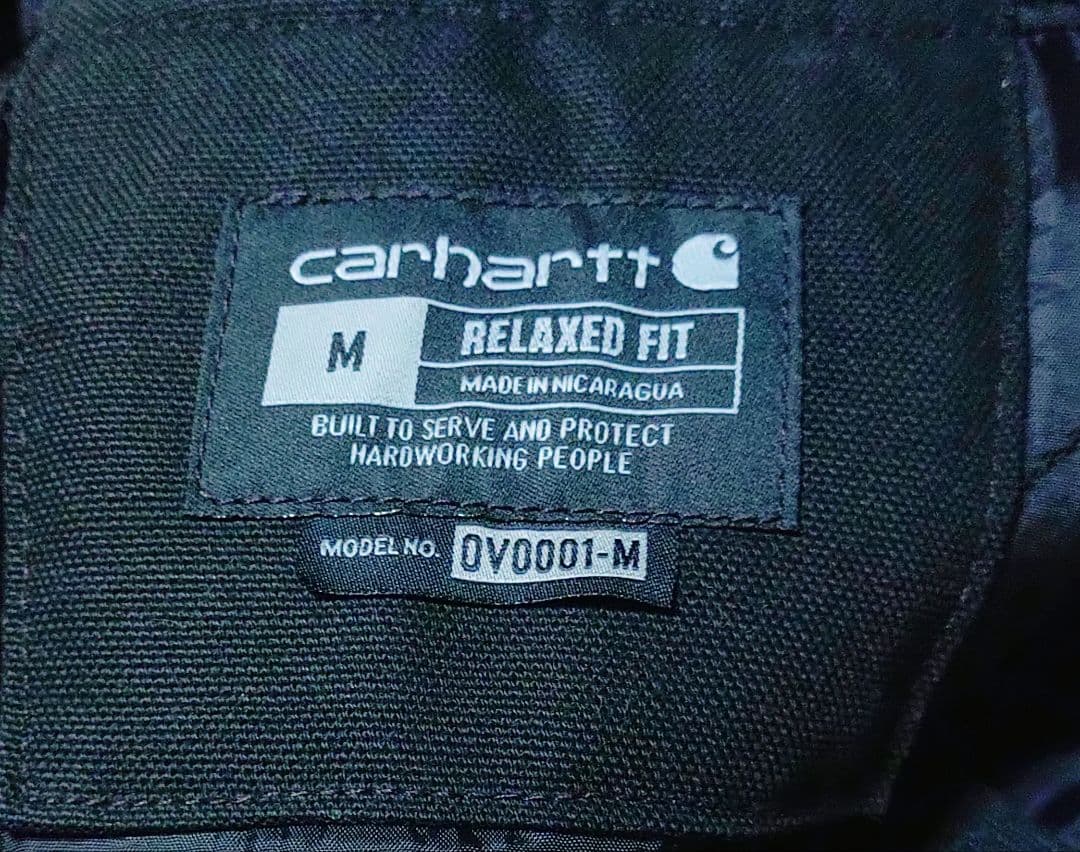 carhartt
M
RELAXED FIT
MADE IN NICARAGUA
BUILT TO SERVE AND PROTECT
HARDWORKING PEOPLE
MODEL NO. OV0001-M